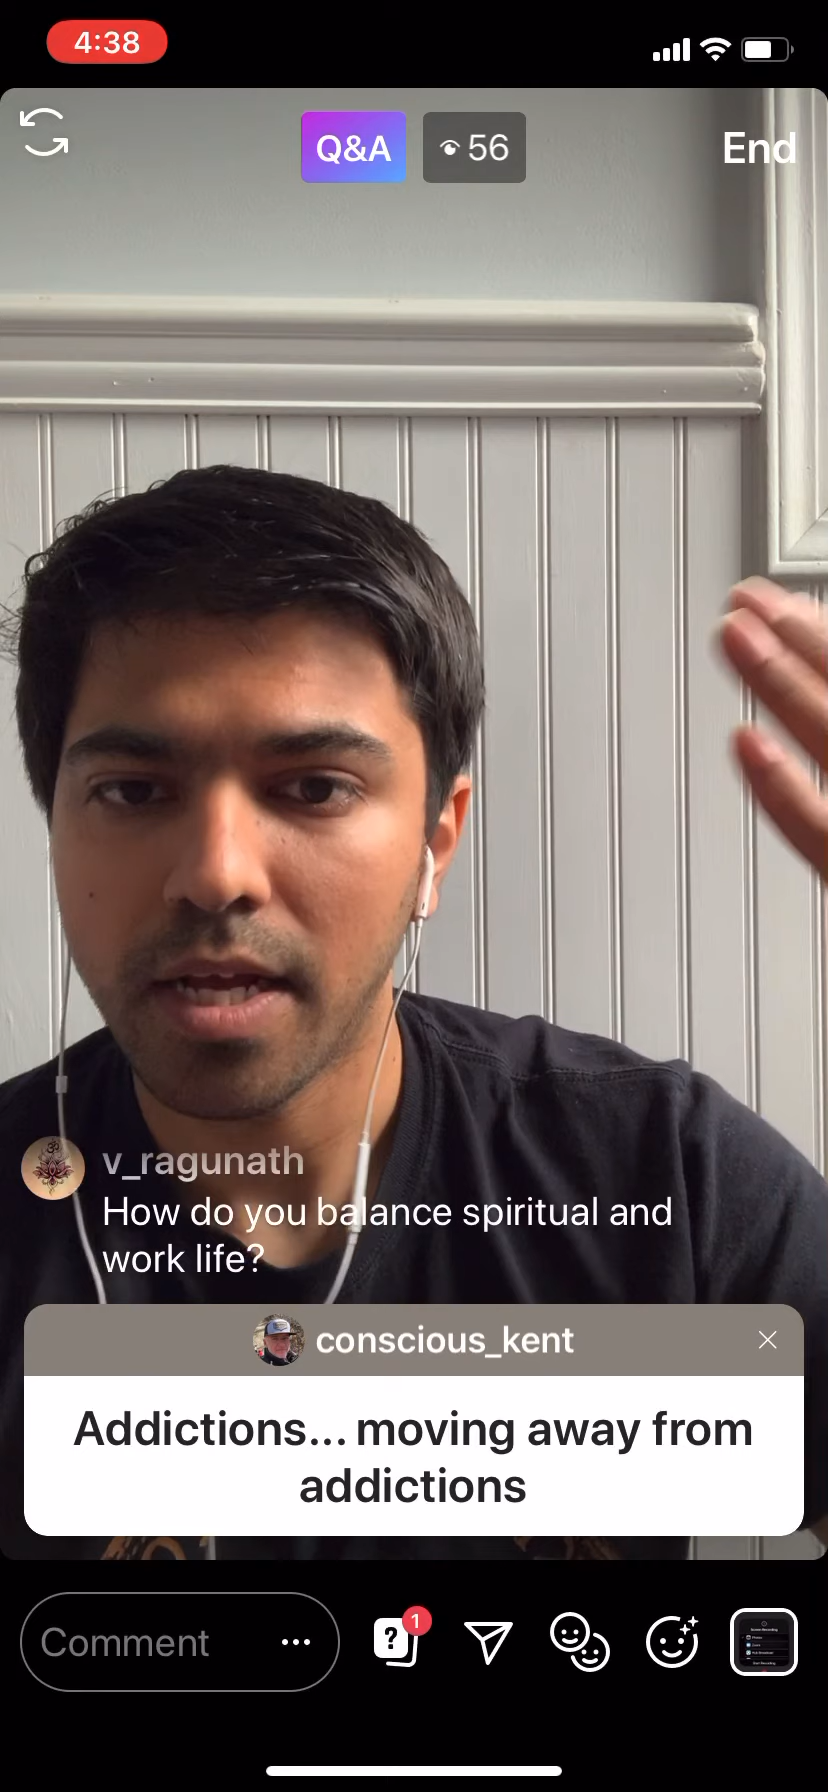 4:38
Q&A
56
End
v_ragunath
How do you balance spiritual and
work life?
conscious_kent
Addictions... moving away from
addictions
Comment
?
1